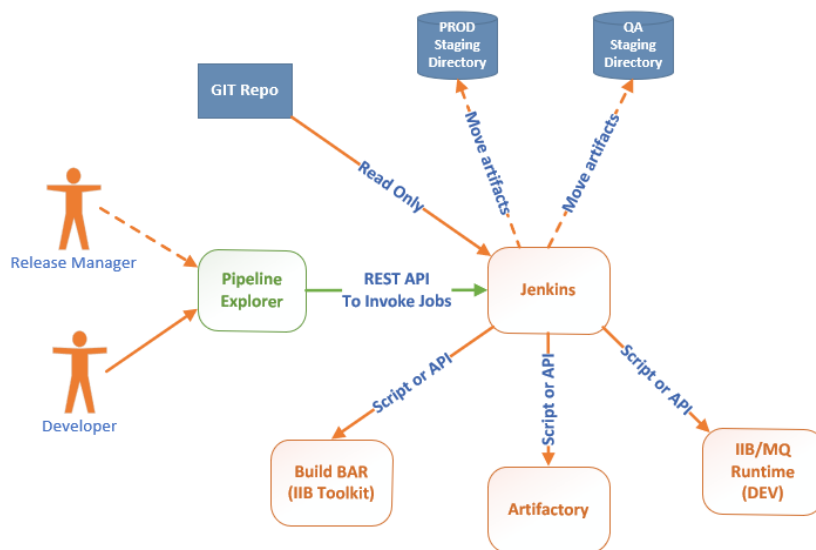 PROD
Staging
Directory
QA
Staging
Directory
GIT Repo
Move artifacts
Move artifacts
Read Only
Release Manager
Pipeline
Explorer
REST API
To Invoke Jobs
Jenkins
Developer
Script or API
Script or API
Script or API
Build BAR
(IIB Toolkit)
Artifactory
IIB/MQ
Runtime
(DEV)